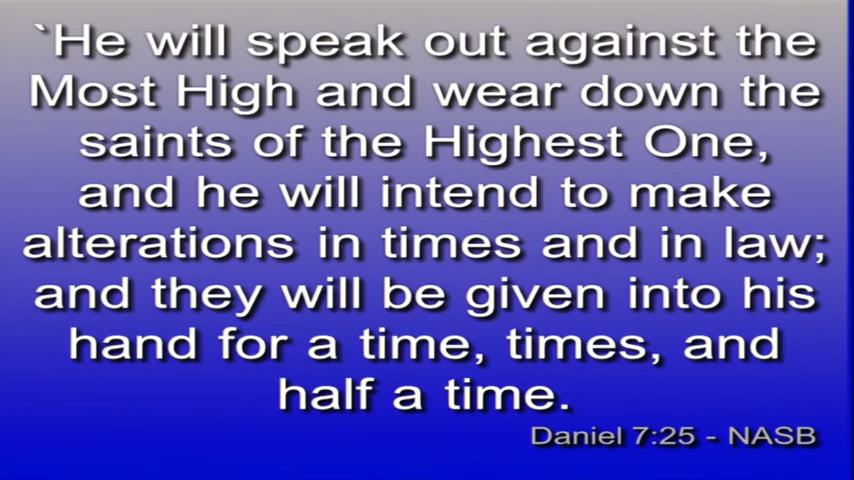 `He will speak out against the
Most High and wear down the
saints of the Highest One,
and he will intend to make
alterations in times and in law;
and they will be given into his
hand for a time, times, and
half a time.
Daniel 7:25 - NASB